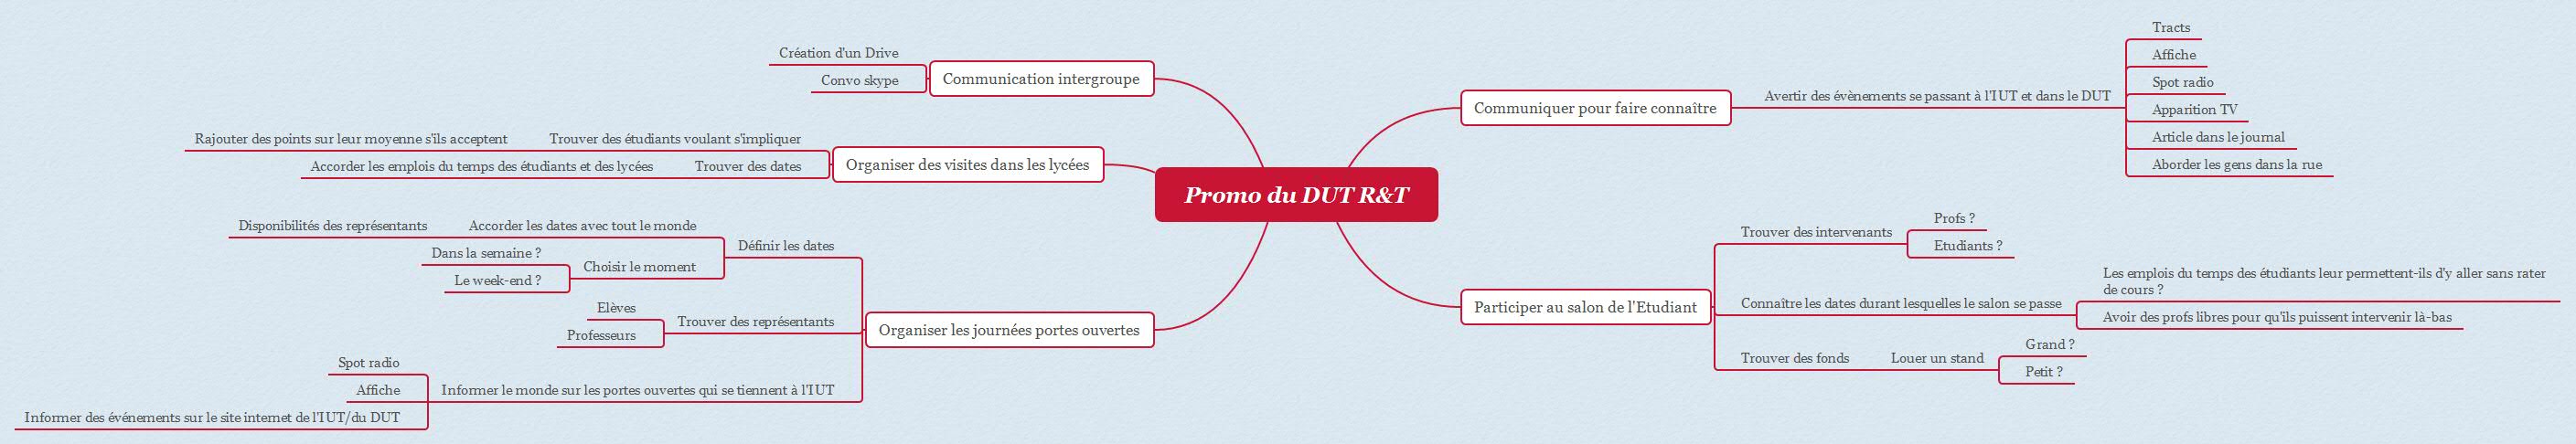 Promo du DUT R&T
Communication intergroupe
Création d'un Drive
Convo skype
Organiser des visites dans les lycées
Trouver des étudiants voulant s'impliquer
Rajouter des points sur leur moyenne s'ils acceptent
Trouver des dates
Accorder les emplois du temps des étudiants et des lycées
Organiser les journées portes ouvertes
Définir les dates
Accorder les dates avec tout le monde
Disponibilités des représentants
Choisir le moment
Dans la semaine ?
Le week-end ?
Trouver des représentants
Elèves
Professeurs
Informer le monde sur les portes ouvertes qui se tiennent à l'IUT
Spot radio
Affiche
Informer des événements sur le site internet de l'IUT/du DUT
Communiquer pour faire connaître
Avertir des évènements se passant à l'IUT et dans le DUT
Tracts
Affiche
Spot radio
Apparition TV
Article dans le journal
Aborder les gens dans la rue
Participer au salon de l'Etudiant
Trouver des intervenants
Profs ?
Etudiants ?
Connaître les dates durant lesquelles le salon se passe
Les emplois du temps des étudiants leur permettent-ils d'y aller sans rater
de cours ?
Avoir des profs libres pour qu'ils puissent intervenir là-bas
Trouver des fonds
Louer un stand
Grand ?
Petit ?